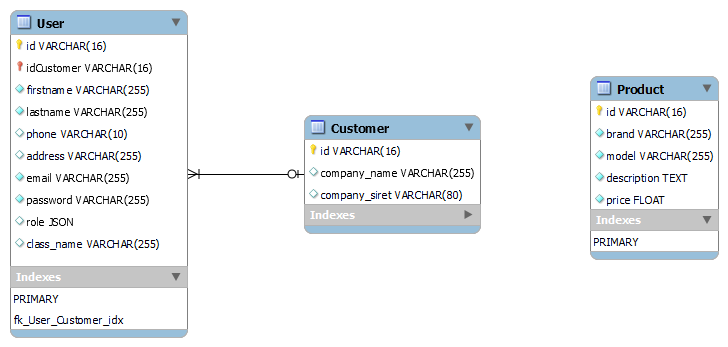 User
id VARCHAR(16)
idCustomer VARCHAR(16)
firstname VARCHAR(255)
lastname VARCHAR(255)
phone VARCHAR(10)
address VARCHAR(255)
email VARCHAR(255)
password VARCHAR(255)
role JSON
class_name VARCHAR(255)
Indexes
PRIMARY
fk_User_Customer_idx
Customer
id VARCHAR(16)
company_name VARCHAR(255)
company_siret VARCHAR(80)
Indexes
Product
id VARCHAR(16)
brand VARCHAR(255)
model VARCHAR(255)
description TEXT
price FLOAT
Indexes
PRIMARY